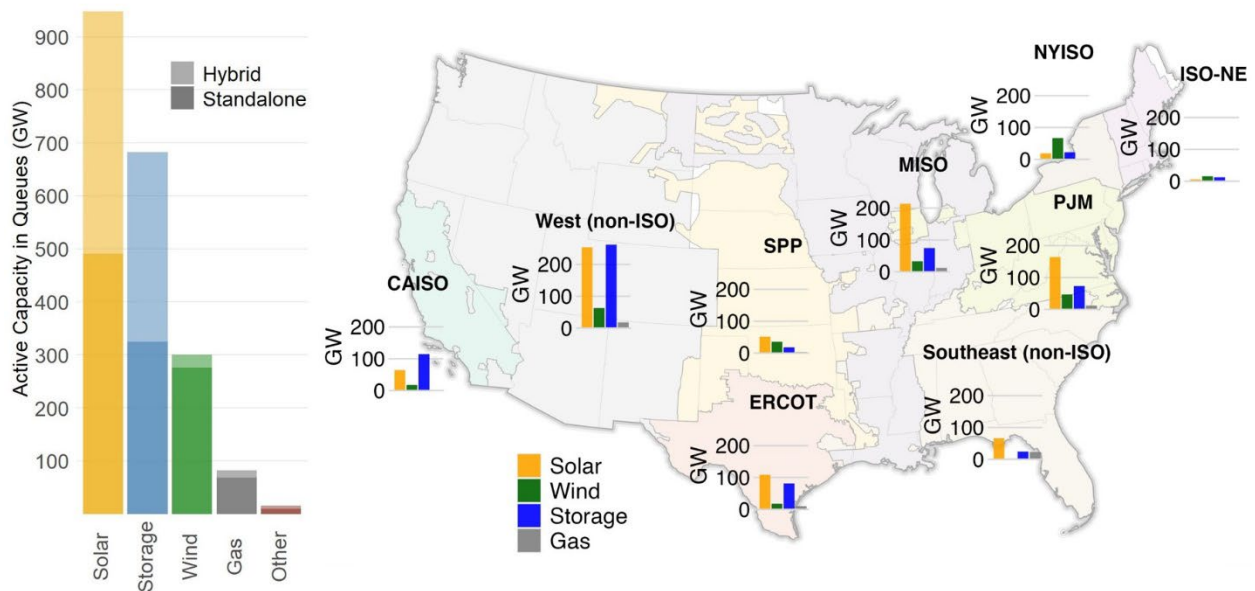 Active Capacity in Queues (GW)
900
800
700
600
500
400
300
200
100
Hybrid
Standalone
Solar
Storage
Wind
Gas
Other
NYISO
GW
200
100
0
ISO-NE
GW
200
100
0
MISO
GW
200
100
0
PJM
GW
200
100
0
West (non-ISO)
GW
200
100
0
SPP
GW
200
100
0
CAISO
GW
200
100
0
Southeast (non-ISO)
GW
200
100
0
ERCOT
GW
200
100
0
Solar
Wind
Storage
Gas